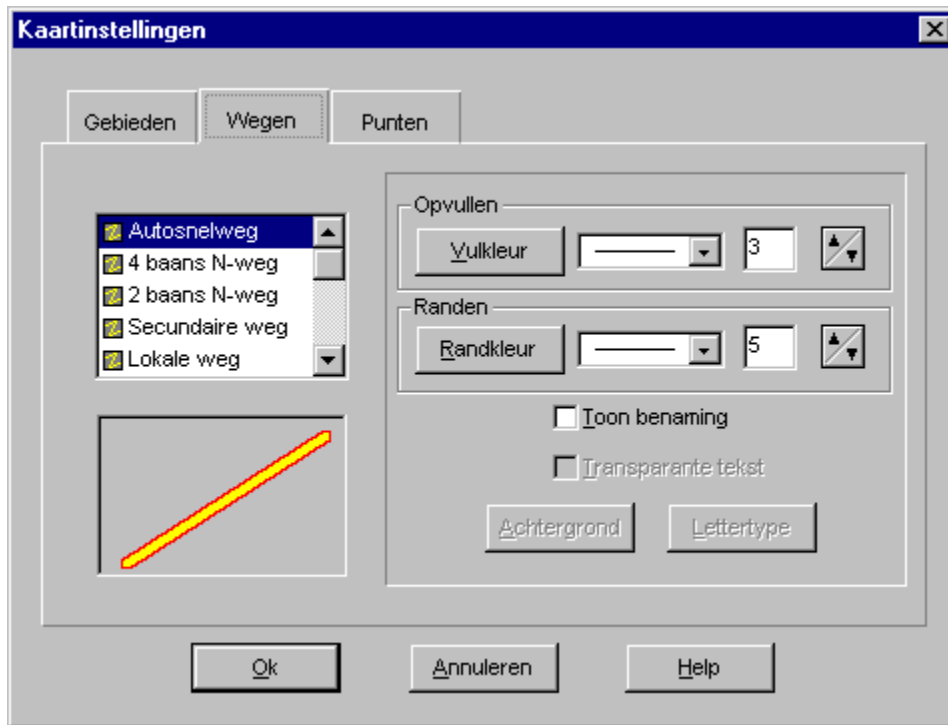 Kaartinstellingen
Gebieden
Wegen
Punten
Autosnelweg
4 baans N-weg
2 baans N-weg
Secundaire weg
Lokale weg
Opvullen
Vulkleur
3
Randen
Randkleur
5
Toon benaming
Transparante tekst
Achtergrond
Lettertype
Ok
Annuleren
Help